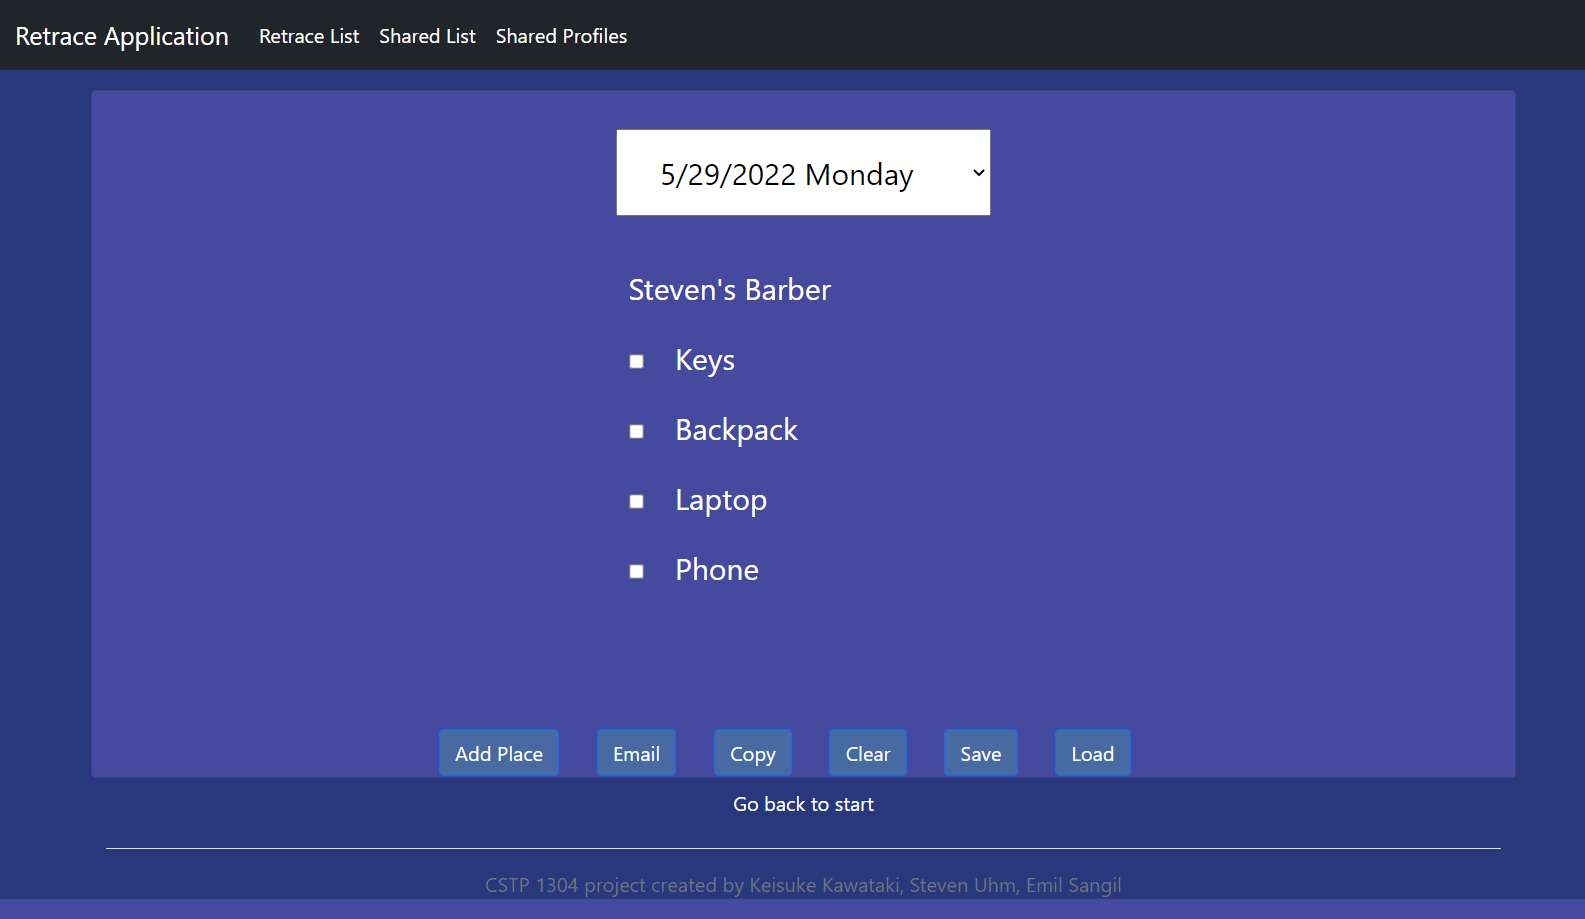 Retrace Application Retrace List Shared List Shared Profiles
5/29/2022 Monday
Steven's Barber
Keys
Backpack
Laptop
Phone
Add Place Email Copy Clear Save Load
Go back to start
CSTP 1304 project created by Keisuke Kawataki, Steven Uhm, Emil Sangil